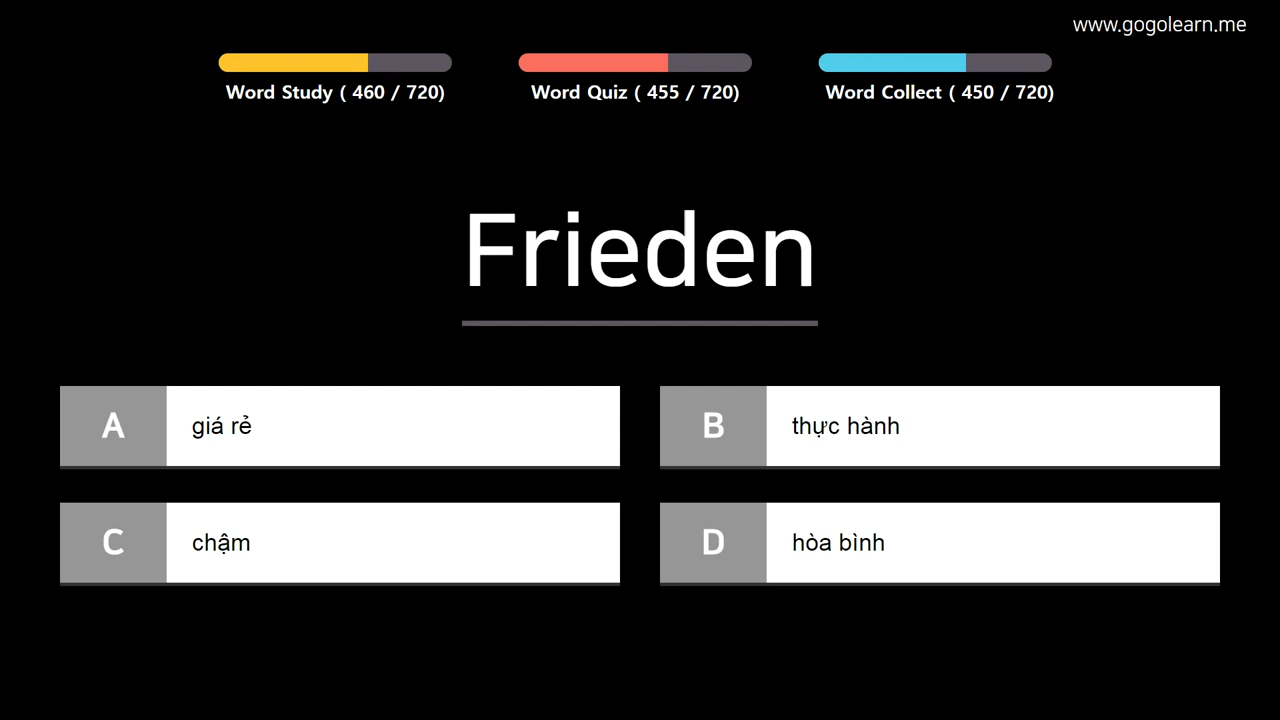 www.gogolearn.me
Word Study ( 460 / 720)
Word Quiz ( 455 / 720)
Word Collect ( 450 / 720)
Frieden
A giá rẻ
B thực hành
C chậm
D hòa bình